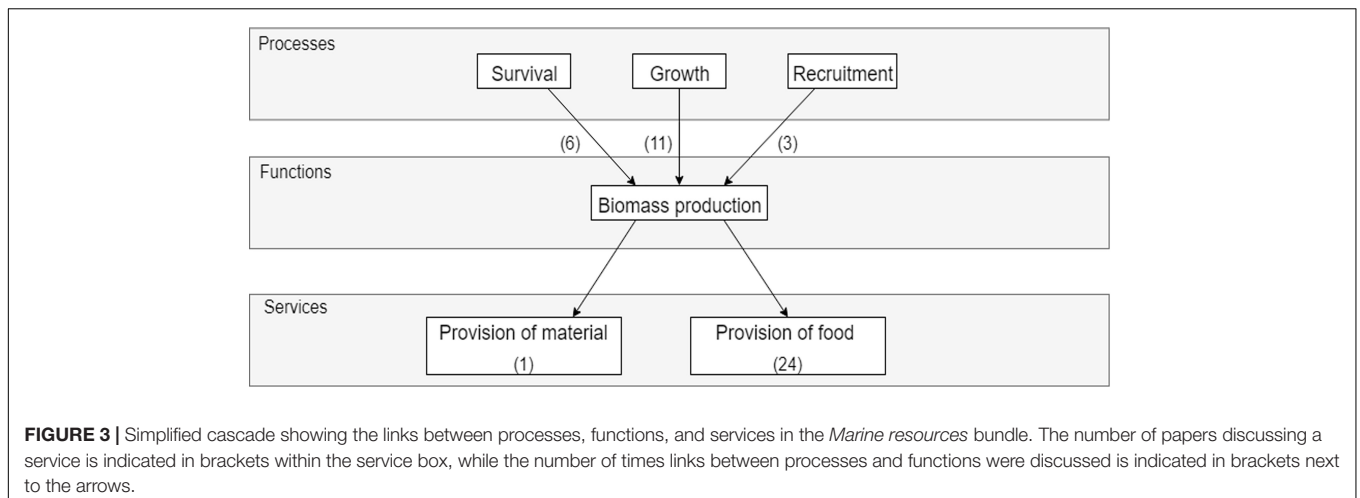 Processes
Survival
Growth
Recruitment
(6)
(11)
(3)
Functions
Biomass production
Services
Provision of material
(1)
Provision of food
(24)
FIGURE 3 | Simplified cascade showing the links between processes, functions, and services in the Marine resources bundle. The number of papers discussing a
service is indicated in brackets within the service box, while the number of times links between processes and functions were discussed is indicated in brackets next
to the arrows.